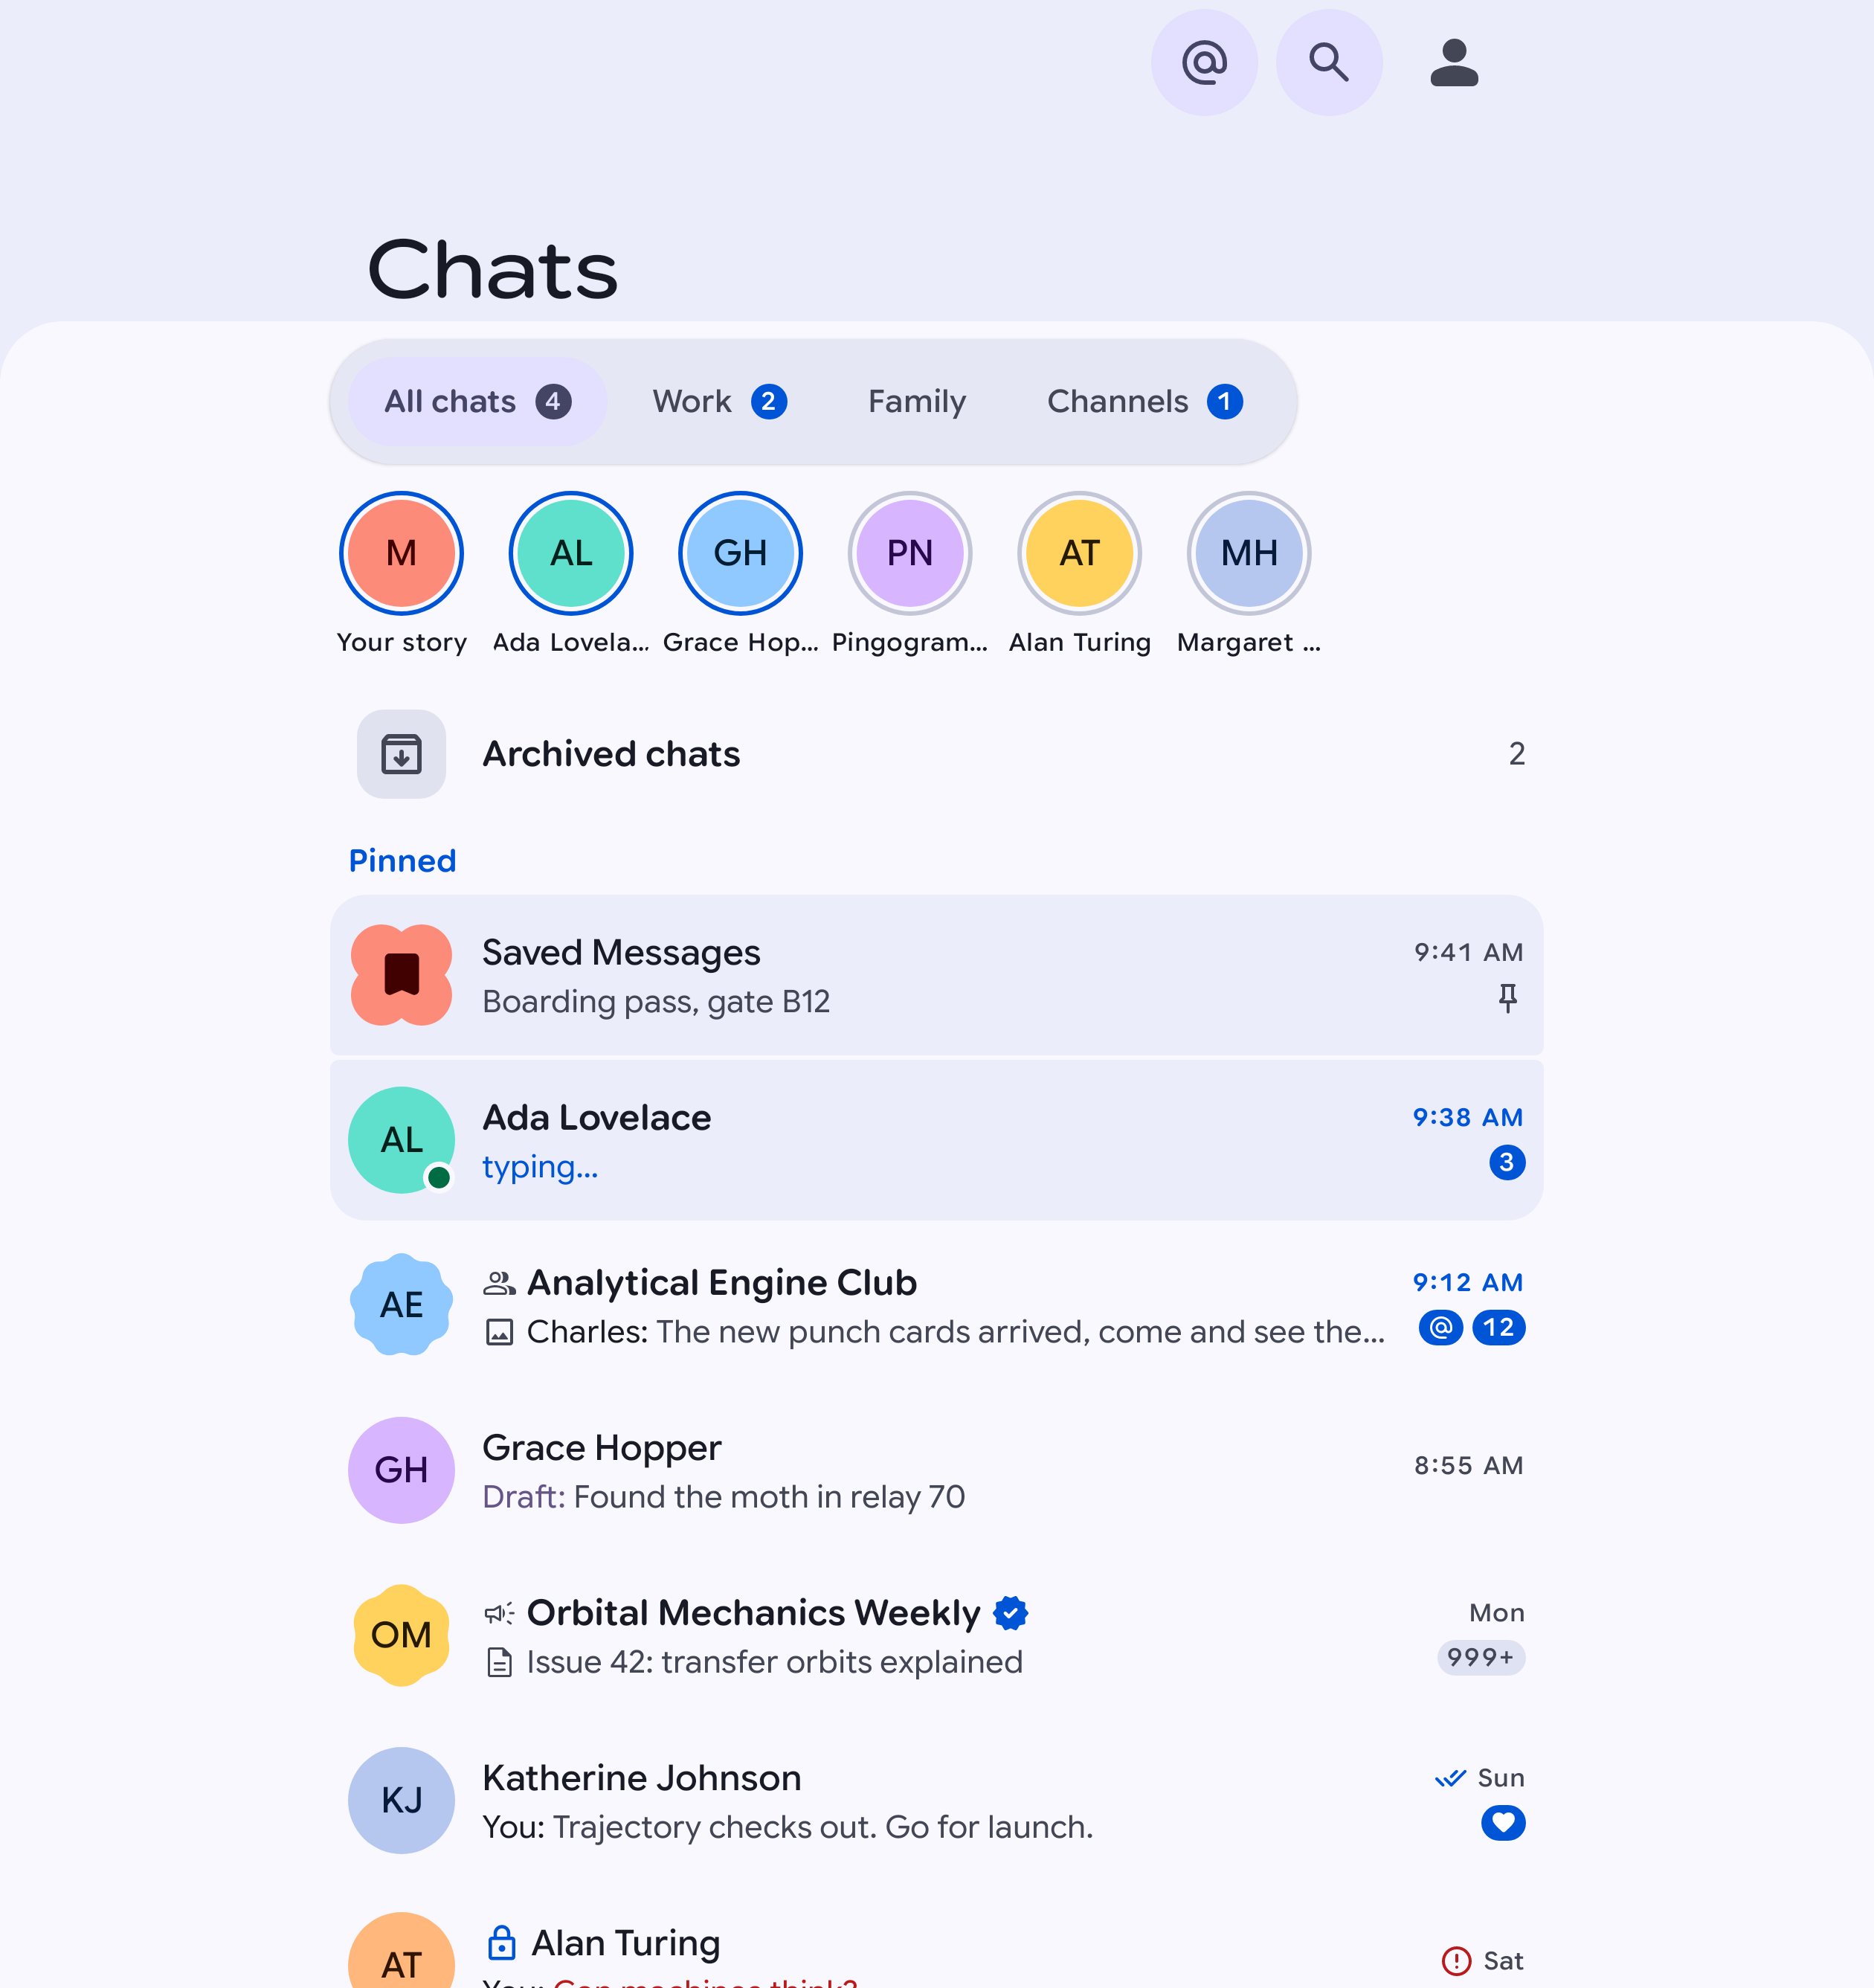 Chats
All chats 4 Work 2 Family Channels 1
M AL GH PN AT MH
Your story Ada Lovela... Grace Hop... Pingogram... Alan Turing Margaret ...
Archived chats 2
Pinned
Saved Messages 9:41 AM
Boarding pass, gate B12
AL Ada Lovelace 9:38 AM
typing... 3
AE Analytical Engine Club 9:12 AM
Charles: The new punch cards arrived, come and see the... @ 12
GH Grace Hopper 8:55 AM
Draft: Found the moth in relay 70
OM Orbital Mechanics Weekly Mon
Issue 42: transfer orbits explained 999+
KJ Katherine Johnson Sun
You: Trajectory checks out. Go for launch.
AT Alan Turing Sat
You: Can machines think?